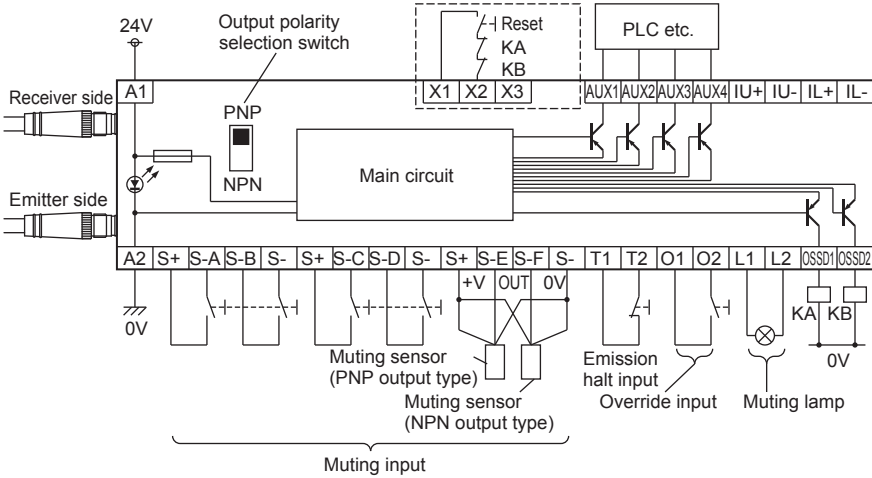 24V
Output polarity
selection switch
Reset
KA
KB
PLC etc.
A1
X1 X2 X3
AUX1 AUX2 AUX3 AUX4 IU+ IU- IL+ IL-
Receiver side
PNP
NPN
Main circuit
Emitter side
A2 S+ S-A S-B S- S+ S-C S-D S- S+ S-E S-F S- T1 T2 O1 O2 L1 L2 OSSD1 OSSD2
+V OUT 0V
0V
KA KB
0V
Muting sensor
(PNP output type)
Muting sensor
(NPN output type)
Emission
halt input
Override input
Muting lamp
Muting input